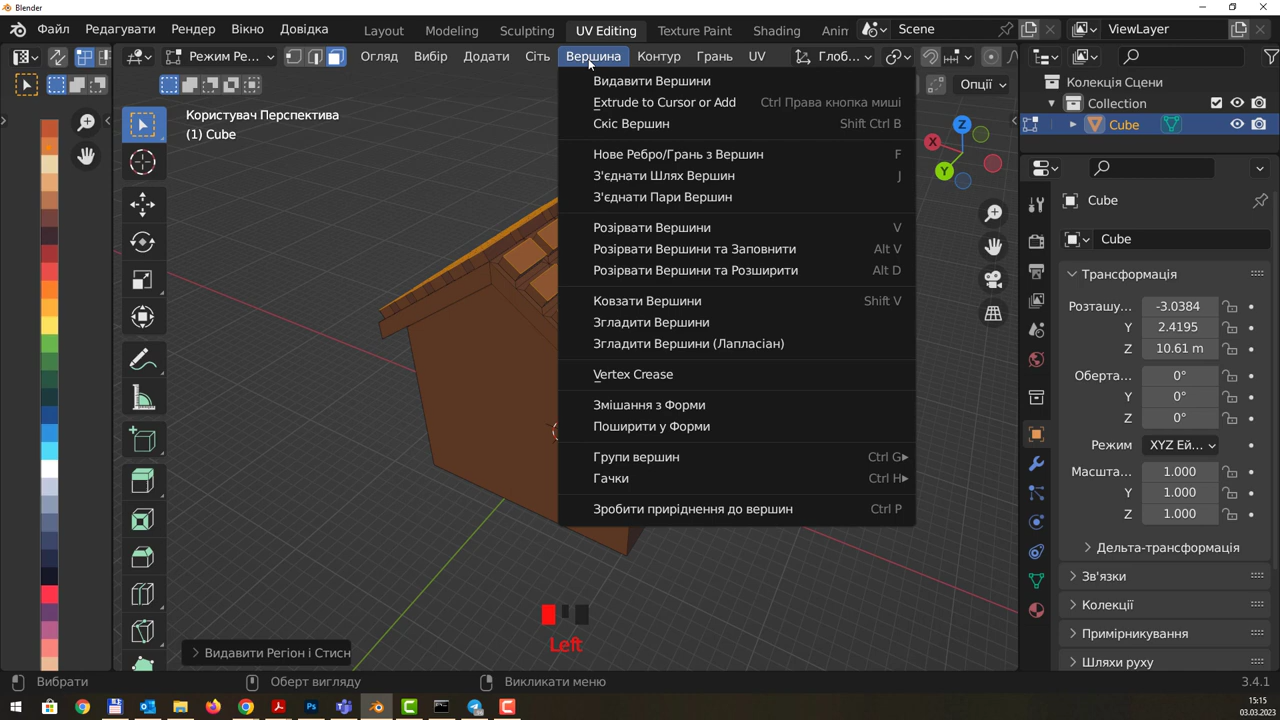 Blender
Файл Редагувати Рендер Вікно Довідка Layout Modeling Sculpting UV Editing Texture Paint Shading Anim Scene ViewLayer
Режим Ре... Огляд Вибір Додати Сіть Вершина Контур Грань UV Глоб...
Опції
Користувач Перспектива
(1) Cube
Видавити Вершини
Extrude to Cursor or Add Ctrl Права кнопка миші
Скіс Вершин Shift Ctrl B
Нове Ребро/Грань з Вершин F
З'єднати Шлях Вершин J
З'єднати Пари Вершин
Розірвати Вершини V
Розірвати Вершини та Заповнити Alt V
Розірвати Вершини та Розширити Alt D
Ковзати Вершини Shift V
Згладити Вершини
Згладити Вершини (Лапласіан)
Vertex Crease
Змішання з Форми
Поширити у Форми
Групи вершин Ctrl G
Гачки Ctrl H
Зробити приріднення до вершин Ctrl P
X Y Z
Колекція Сцени
Collection
Cube
Cube
Cube
Трансформація
Розташу... -3.0384
Y 2.4195
Z 10.61 m
Оберта... 0°
Y 0°
Z 0°
Режим XYZ Ей...
Масшта... 1.000
Y 1.000
Z 1.000
Дельта-трансформація
Зв'язки
Колекції
Примірникування
Шляхи руху
Left
Видавити Регіон і Стисн
Вибрати Оберт вигляду Викликати меню 3.4.1
15:15
03.03.2023